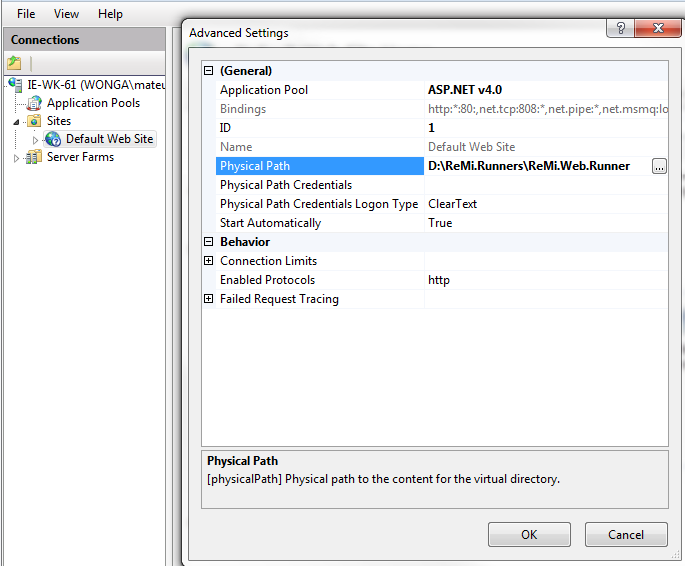 File View Help
Connections
IE-WK-61 (WONGA\mateu
Application Pools
Sites
Default Web Site
Server Farms
Advanced Settings
(General)
Application Pool ASP.NET v4.0
Bindings http:*:80:,net.tcp:808:*,net.pipe:*,net.msmq:lo
ID 1
Name Default Web Site
Physical Path D:\ReMi.Runners\ReMi.Web.Runner ...
Physical Path Credentials
Physical Path Credentials Logon Type ClearText
Start Automatically True
Behavior
Connection Limits
Enabled Protocols http
Failed Request Tracing
Physical Path
[physicalPath] Physical path to the content for the virtual directory.
OK Cancel